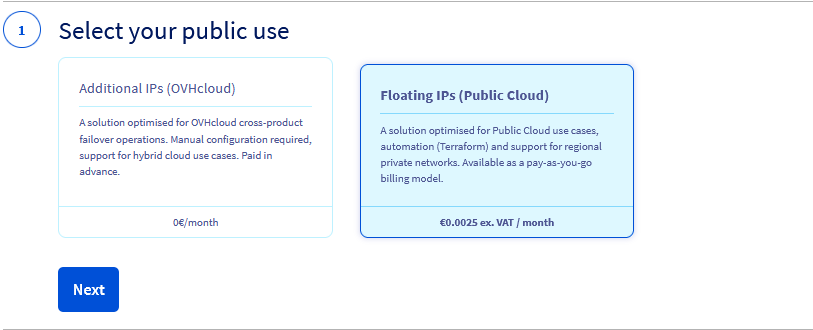 1
Select your public use
Additional IPs (OVHcloud)
A solution optimised for OVHcloud cross-product
failover operations. Manual configuration required,
support for hybrid cloud use cases. Paid in
advance.
0€/month
Floating IPs (Public Cloud)
A solution optimised for Public Cloud use cases,
automation (Terraform) and support for regional
private networks. Available as a pay-as-you-go
billing model.
€0.0025 ex. VAT / month
Next